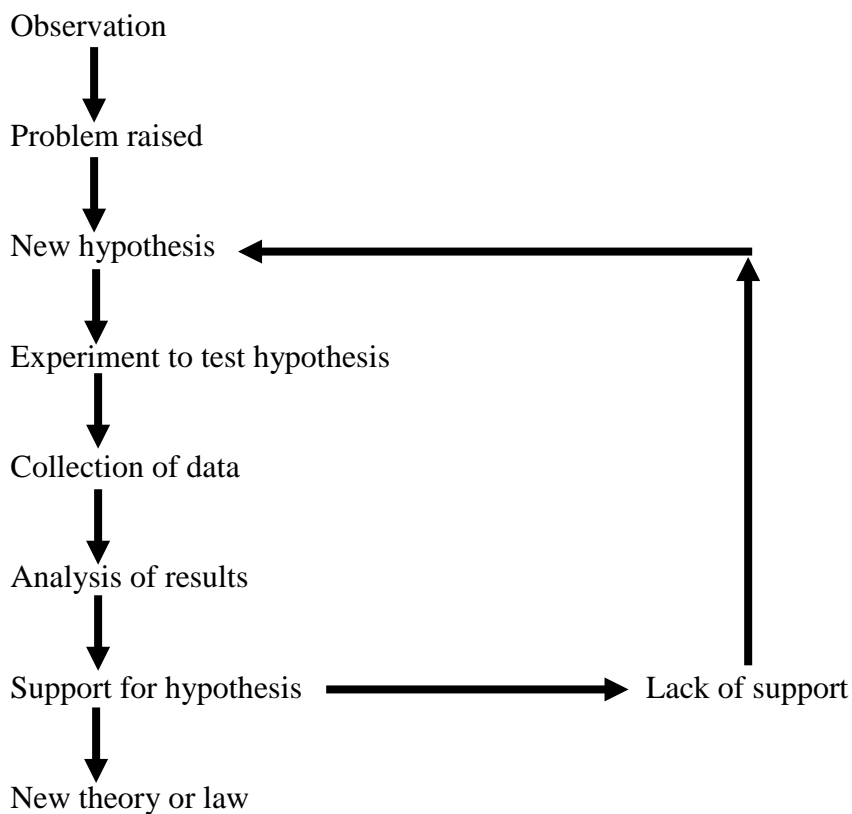 Observation
Problem raised
New hypothesis
Experiment to test hypothesis
Collection of data
Analysis of results
Support for hypothesis
Lack of support
New theory or law